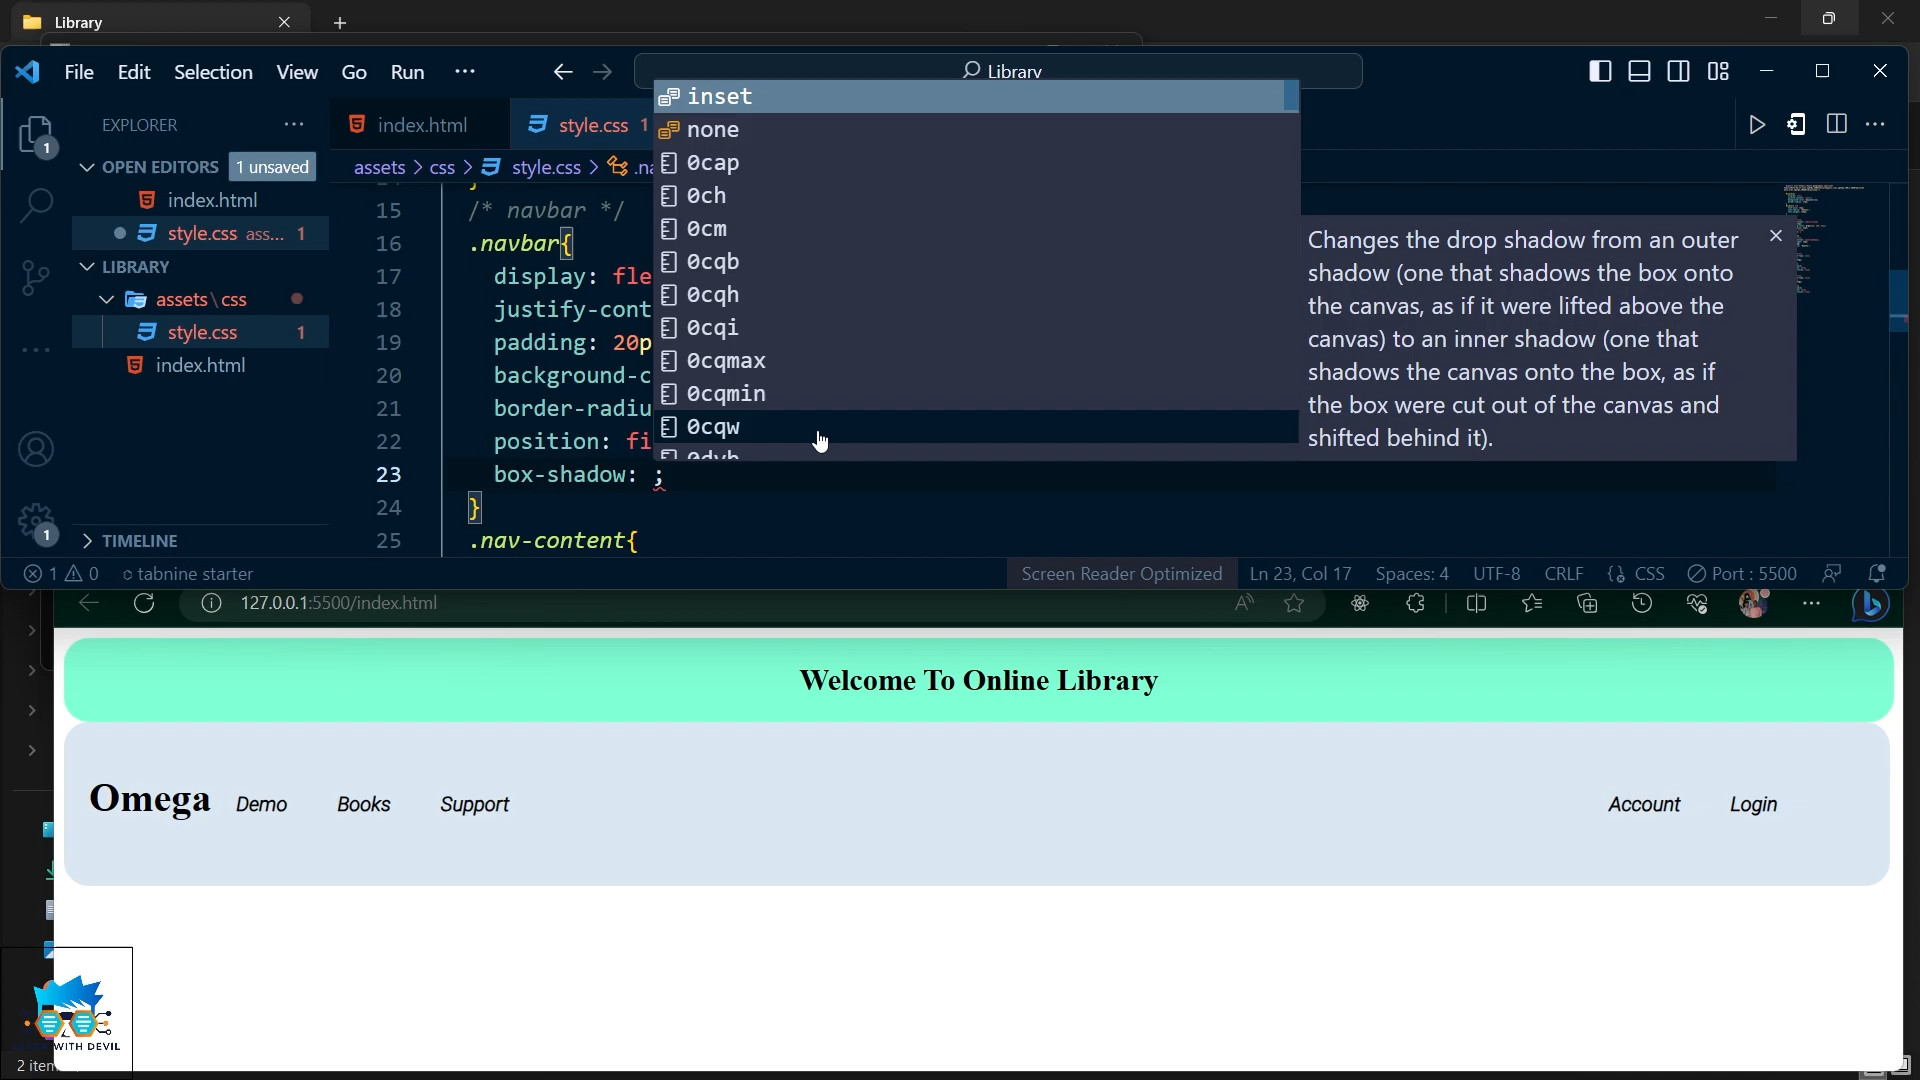 Library
File Edit Selection View Go Run
Library
EXPLORER
OPEN EDITORS 1 unsaved
index.html
style.css ass... 1
LIBRARY
assets\css
style.css 1
index.html
TIMELINE
1
1
index.html style.css 1
assets > css > style.css >
15 /* navbar */
16 .navbar{
17 display: fle
18 justify-cont
19 padding: 20p
20 background-c
21 border-radiu
22 position: fi
23 box-shadow: ;
24 }
25 .nav-content{
inset
none
0cap
0ch
0cm
0cqb
0cqh
0cqi
0cqmax
0cqmin
0cqw
Changes the drop shadow from an outer
shadow (one that shadows the box onto
the canvas, as if it were lifted above the
canvas) to an inner shadow (one that
shadows the canvas onto the box, as if
the box were cut out of the canvas and
shifted behind it).
1 0 tabnine starter Screen Reader Optimized Ln 23, Col 17 Spaces: 4 UTF-8 CRLF {} CSS Port : 5500
127.0.0.1:5500/index.html
Welcome To Online Library
Omega Demo Books Support Account Login
WITH DEVIL
2 item